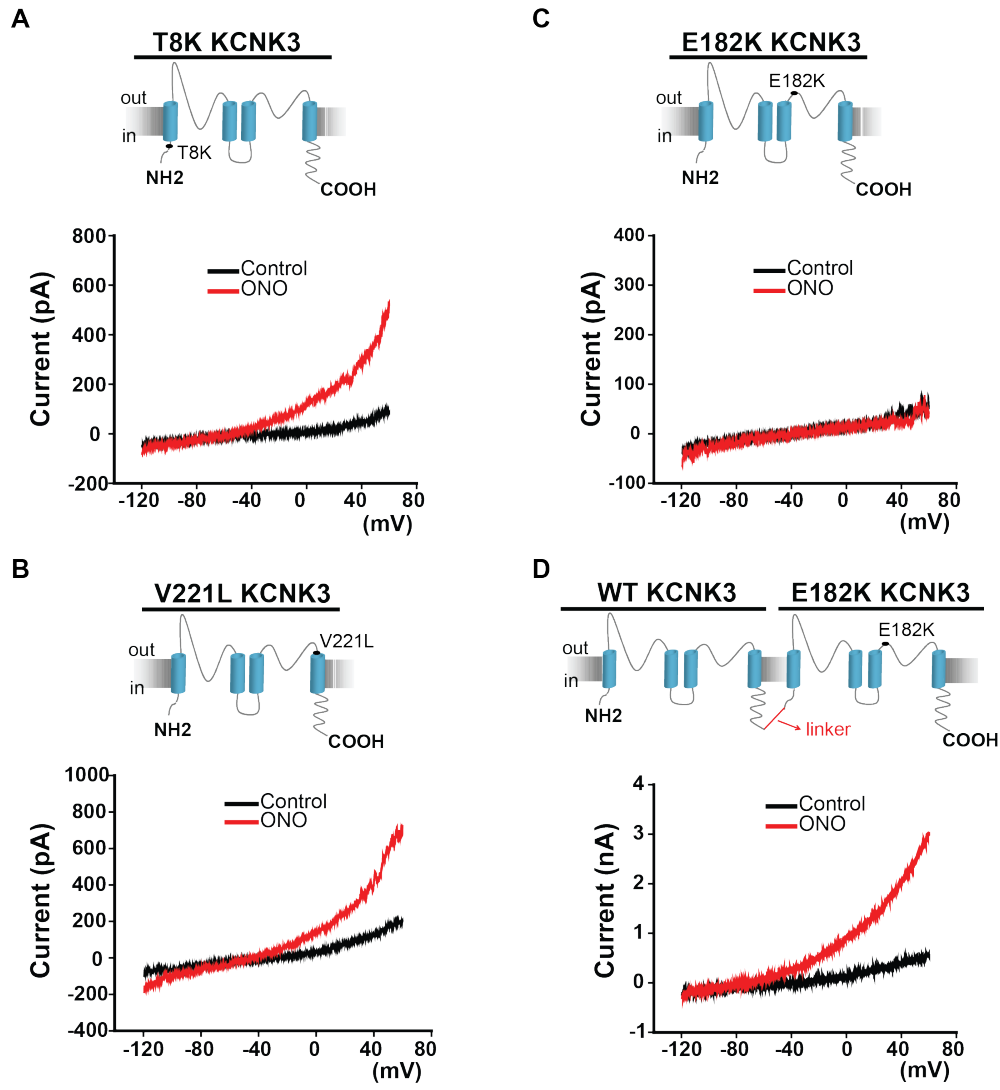 A
T8K KCNK3
out
in
T8K
NH2
COOH
800
600
400
200
0
-200
Current (pA)
Control
ONO
-120 -80 -40 0 40 80
(mV)
C
E182K KCNK3
E182K
out
in
NH2
COOH
400
300
200
100
0
-100
Current (pA)
Control
ONO
-120 -80 -40 0 40 80
(mV)
B
V221L KCNK3
V221L
out
in
NH2
COOH
1000
800
600
400
200
0
-200
-400
Current (pA)
Control
ONO
-120 -80 -40 0 40 80
(mV)
D
WT KCNK3 E182K KCNK3
E182K
out
in
NH2
linker
COOH
4
3
2
1
0
-1
Current (nA)
Control
ONO
-120 -80 -40 0 40 80
(mV)